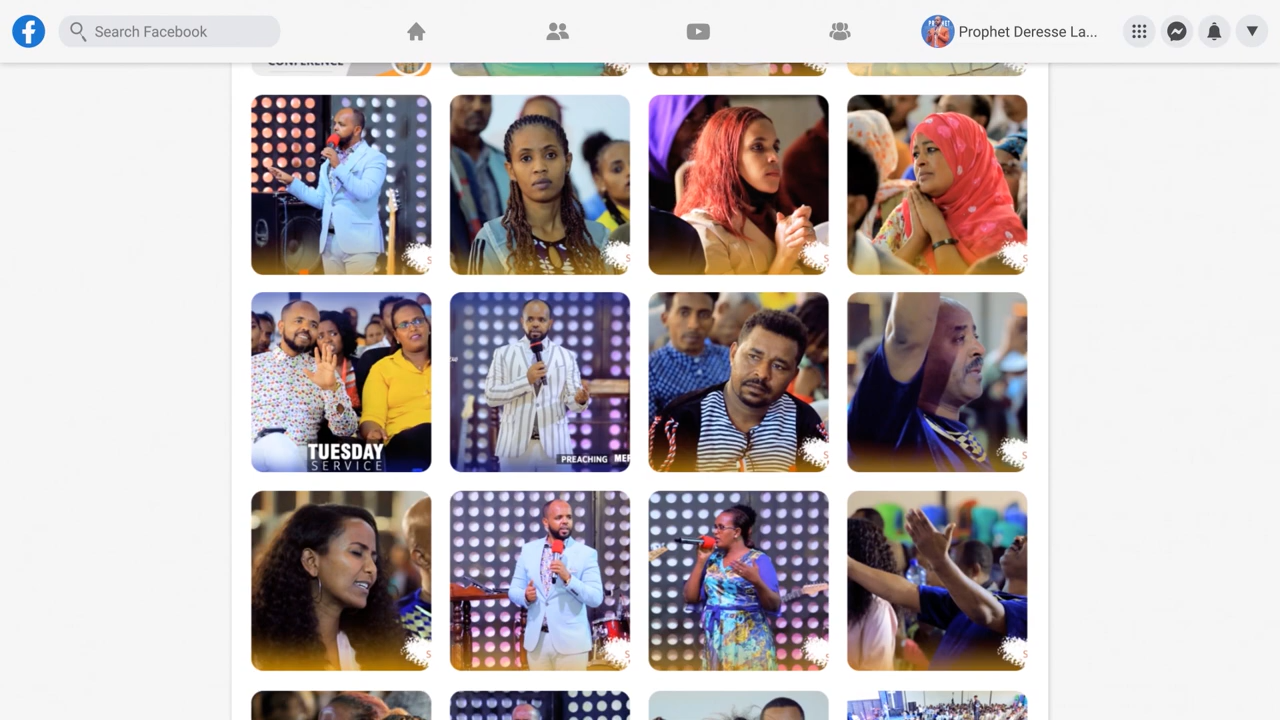 Search Facebook
Prophet Deresse La...
CONFERENCE
TUESDAY
SERVICE
PREACHING